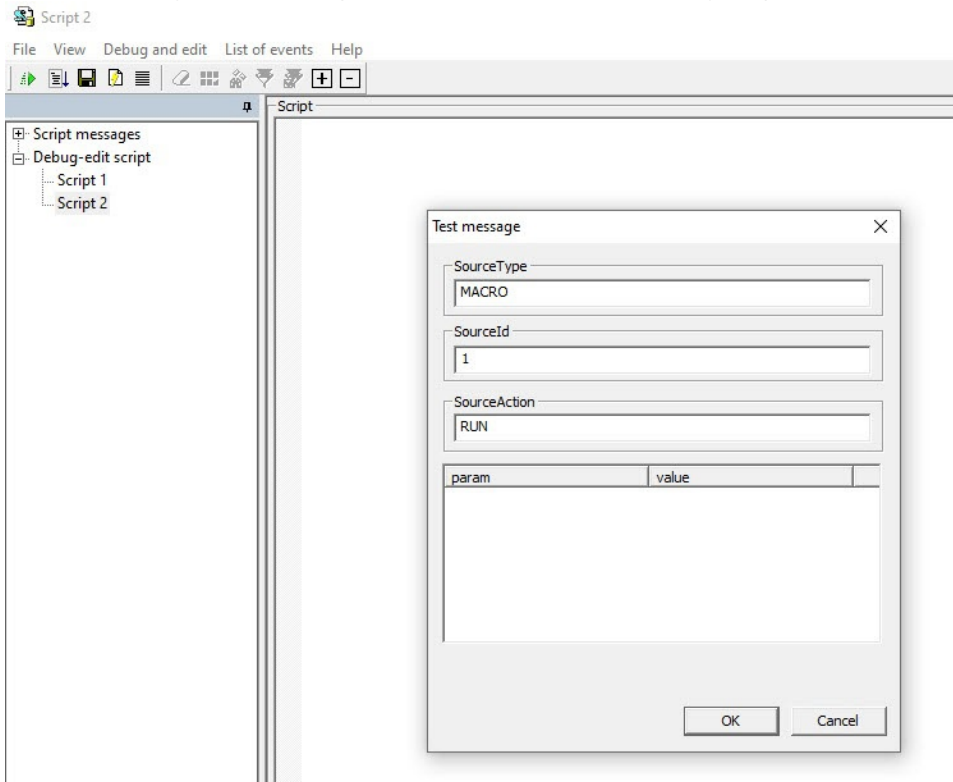 Script 2
File View Debug and edit List of events Help
Script
Script messages
Debug-edit script
Script 1
Script 2
Test message
SourceType
MACRO
SourceId
1
SourceAction
RUN
param value
OK Cancel